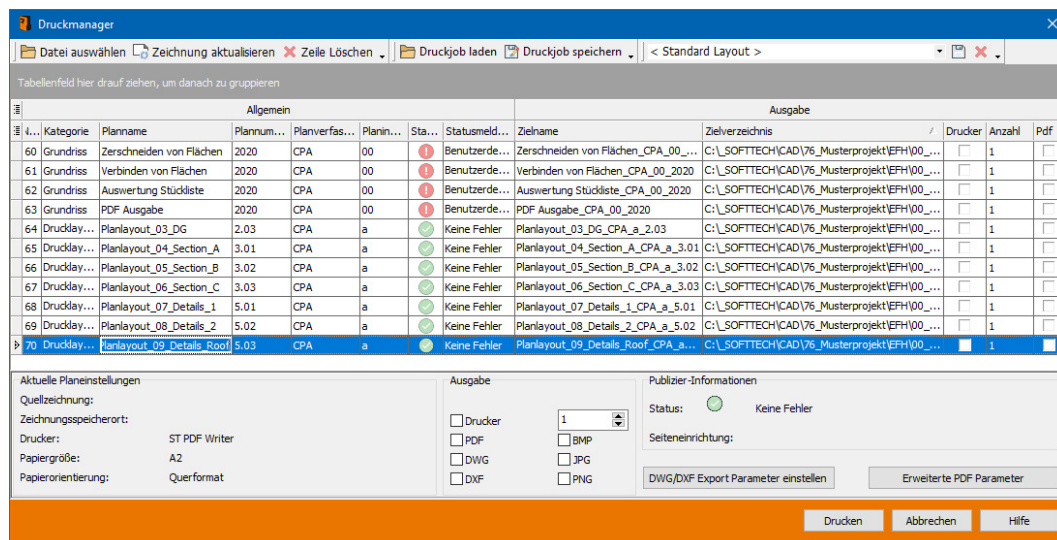 Druckmanager
Datei auswählen Zeichnung aktualisieren Zeile Löschen Druckjob laden Druckjob speichern < Standard Layout >
Tabellenfeld hier drauf ziehen, um danach zu gruppieren
Allgemein Ausgabe
N... Kategorie Planname Plannum... Planverfas... Planin... Sta... Statusmeld... Zielname Zielverzeichnis Drucker Anzahl Pdf
60 Grundriss Zerschneiden von Flächen 2020 CPA 00 Benutzerde... Zerschneiden von Flächen_CPA_00_... C:\_SOFTTECH\CAD\76_Musterprojekt\EFH\00_... 1
61 Grundriss Verbinden von Flächen 2020 CPA 00 Benutzerde... Verbinden von Flächen_CPA_00_2020 C:\_SOFTTECH\CAD\76_Musterprojekt\EFH\00_... 1
62 Grundriss Auswertung Stückliste 2020 CPA 00 Benutzerde... Auswertung Stückliste_CPA_00_2020 C:\_SOFTTECH\CAD\76_Musterprojekt\EFH\00_... 1
63 Grundriss PDF Ausgabe 2020 CPA 00 Benutzerde... PDF Ausgabe_CPA_00_2020 C:\_SOFTTECH\CAD\76_Musterprojekt\EFH\00_... 1
64 Drucklay... Planlayout_03_DG 2.03 CPA a Keine Fehler Planlayout_03_DG_CPA_a_2.03 C:\_SOFTTECH\CAD\76_Musterprojekt\EFH\00_... 1
65 Drucklay... Planlayout_04_Section_A 3.01 CPA a Keine Fehler Planlayout_04_Section_A_CPA_a_3.01 C:\_SOFTTECH\CAD\76_Musterprojekt\EFH\00_... 1
66 Drucklay... Planlayout_05_Section_B 3.02 CPA a Keine Fehler Planlayout_05_Section_B_CPA_a_3.02 C:\_SOFTTECH\CAD\76_Musterprojekt\EFH\00_... 1
67 Drucklay... Planlayout_06_Section_C 3.03 CPA a Keine Fehler Planlayout_06_Section_C_CPA_a_3.03 C:\_SOFTTECH\CAD\76_Musterprojekt\EFH\00_... 1
68 Drucklay... Planlayout_07_Details_1 5.01 CPA a Keine Fehler Planlayout_07_Details_1_CPA_a_5.01 C:\_SOFTTECH\CAD\76_Musterprojekt\EFH\00_... 1
69 Drucklay... Planlayout_08_Details_2 5.02 CPA a Keine Fehler Planlayout_08_Details_2_CPA_a_5.02 C:\_SOFTTECH\CAD\76_Musterprojekt\EFH\00_... 1
70 Drucklay... Planlayout_09_Details_Roof 5.03 CPA a Keine Fehler Planlayout_09_Details_Roof_CPA_a... C:\_SOFTTECH\CAD\76_Musterprojekt\EFH\00_... 1
Aktuelle Planeinstellungen Ausgabe Publizier-Informationen
Quellzeichnung:
Status: Keine Fehler
Zeichnungsspeicherort: Drucker 1
Drucker: ST PDF Writer PDF BMP Seiteneinrichtung:
Papiergröße: A2 DWG JPG
Papierorientierung: Querformat DXF PNG DWG/DXF Export Parameter einstellen Erweiterte PDF Parameter
Drucken Abbrechen Hilfe